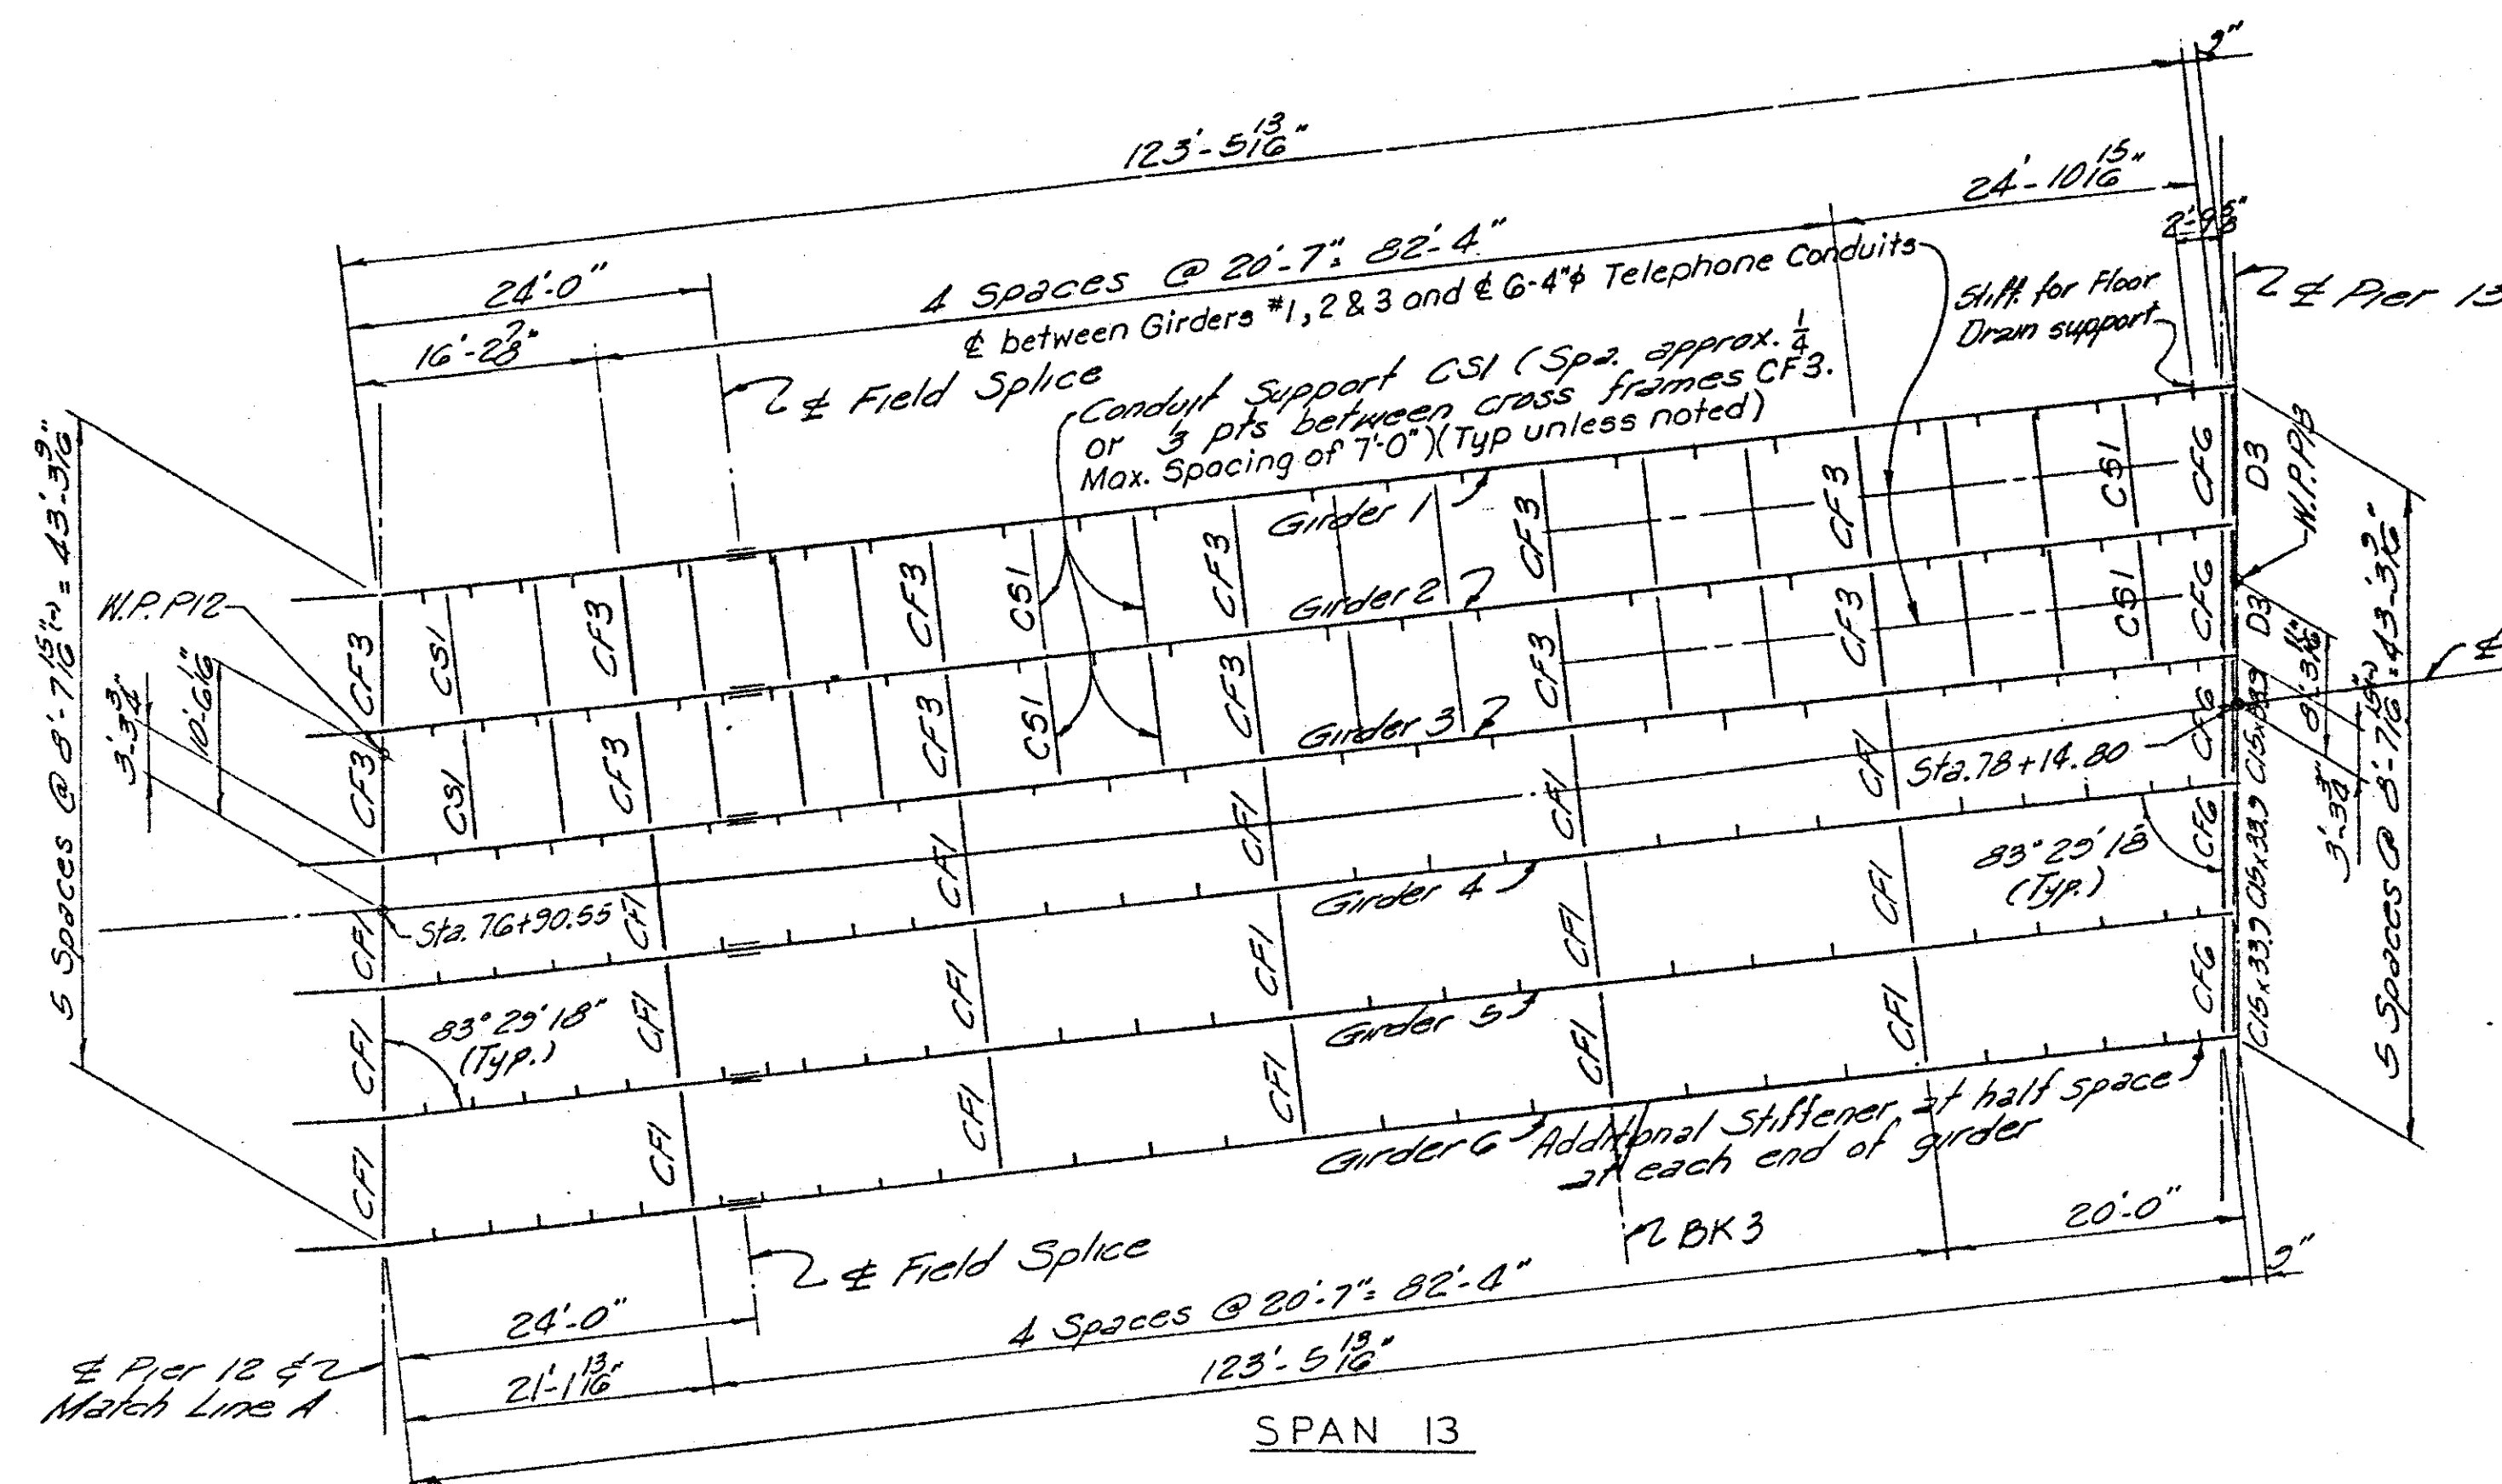 9"
123'-5 13/16"
24'-10 15/16"
2'-9 5/8"
24'-0"
4 Spaces @ 20'-7" = 82'-4"
℄ between Girders #1, 2 & 3 and ℄ 6-4"ϕ Telephone Conduits
16'-2 7/8"
Stiff. for Floor
Drain support
℄ Pier 13
℄ Field Splice
Conduit Support CS1 (Spa. approx. 1/4
or 1/3 pts between cross frames CF3.
Max. Spacing of 7'-0") (Typ unless noted)
5 Spaces @ 8'-7 15/16"(-) = 43'-3 9/16"
W.P. P12
3'-3 3/4"
10'-6 1/16"
Girder 1
Girder 2
Girder 3
CF3 CS1 CF3 CF3 CS1 CF3 CF3 CF3 CS1 CF6 D3
CF3 CS1 CF3 CF3 CS1 CF3 CF3 CF3 CS1 CF6 D3
W.P. P13
CF1 CF1 CF1 CF1 CF1 CF6 C15x33.9
Sta. 76+90.55
Sta. 78+14.80
8'-3 11/16"
3'-3 3/4"
5 Spaces @ 8'-7 15/16"(-) = 43'-3 9/16"
℄
Girder 4
83° 29' 18"
(Typ.)
CF1 CF1 CF1 CF1 CF1 CF1 CF6 C15x33.9
83° 29' 18"
(Typ.)
Girder 5
CF1 CF1 CF1 CF1 CF1 CF1 CF6 C15x33.9
Girder 6
Additional Stiffener at half space
at each end of girder
℄ Field Splice
BK 3
20'-0"
9"
24'-0"
4 Spaces @ 20'-7" = 82'-4"
℄ Pier 12 &
Match Line A
21'-1 13/16"
123'-5 13/16"
SPAN 13